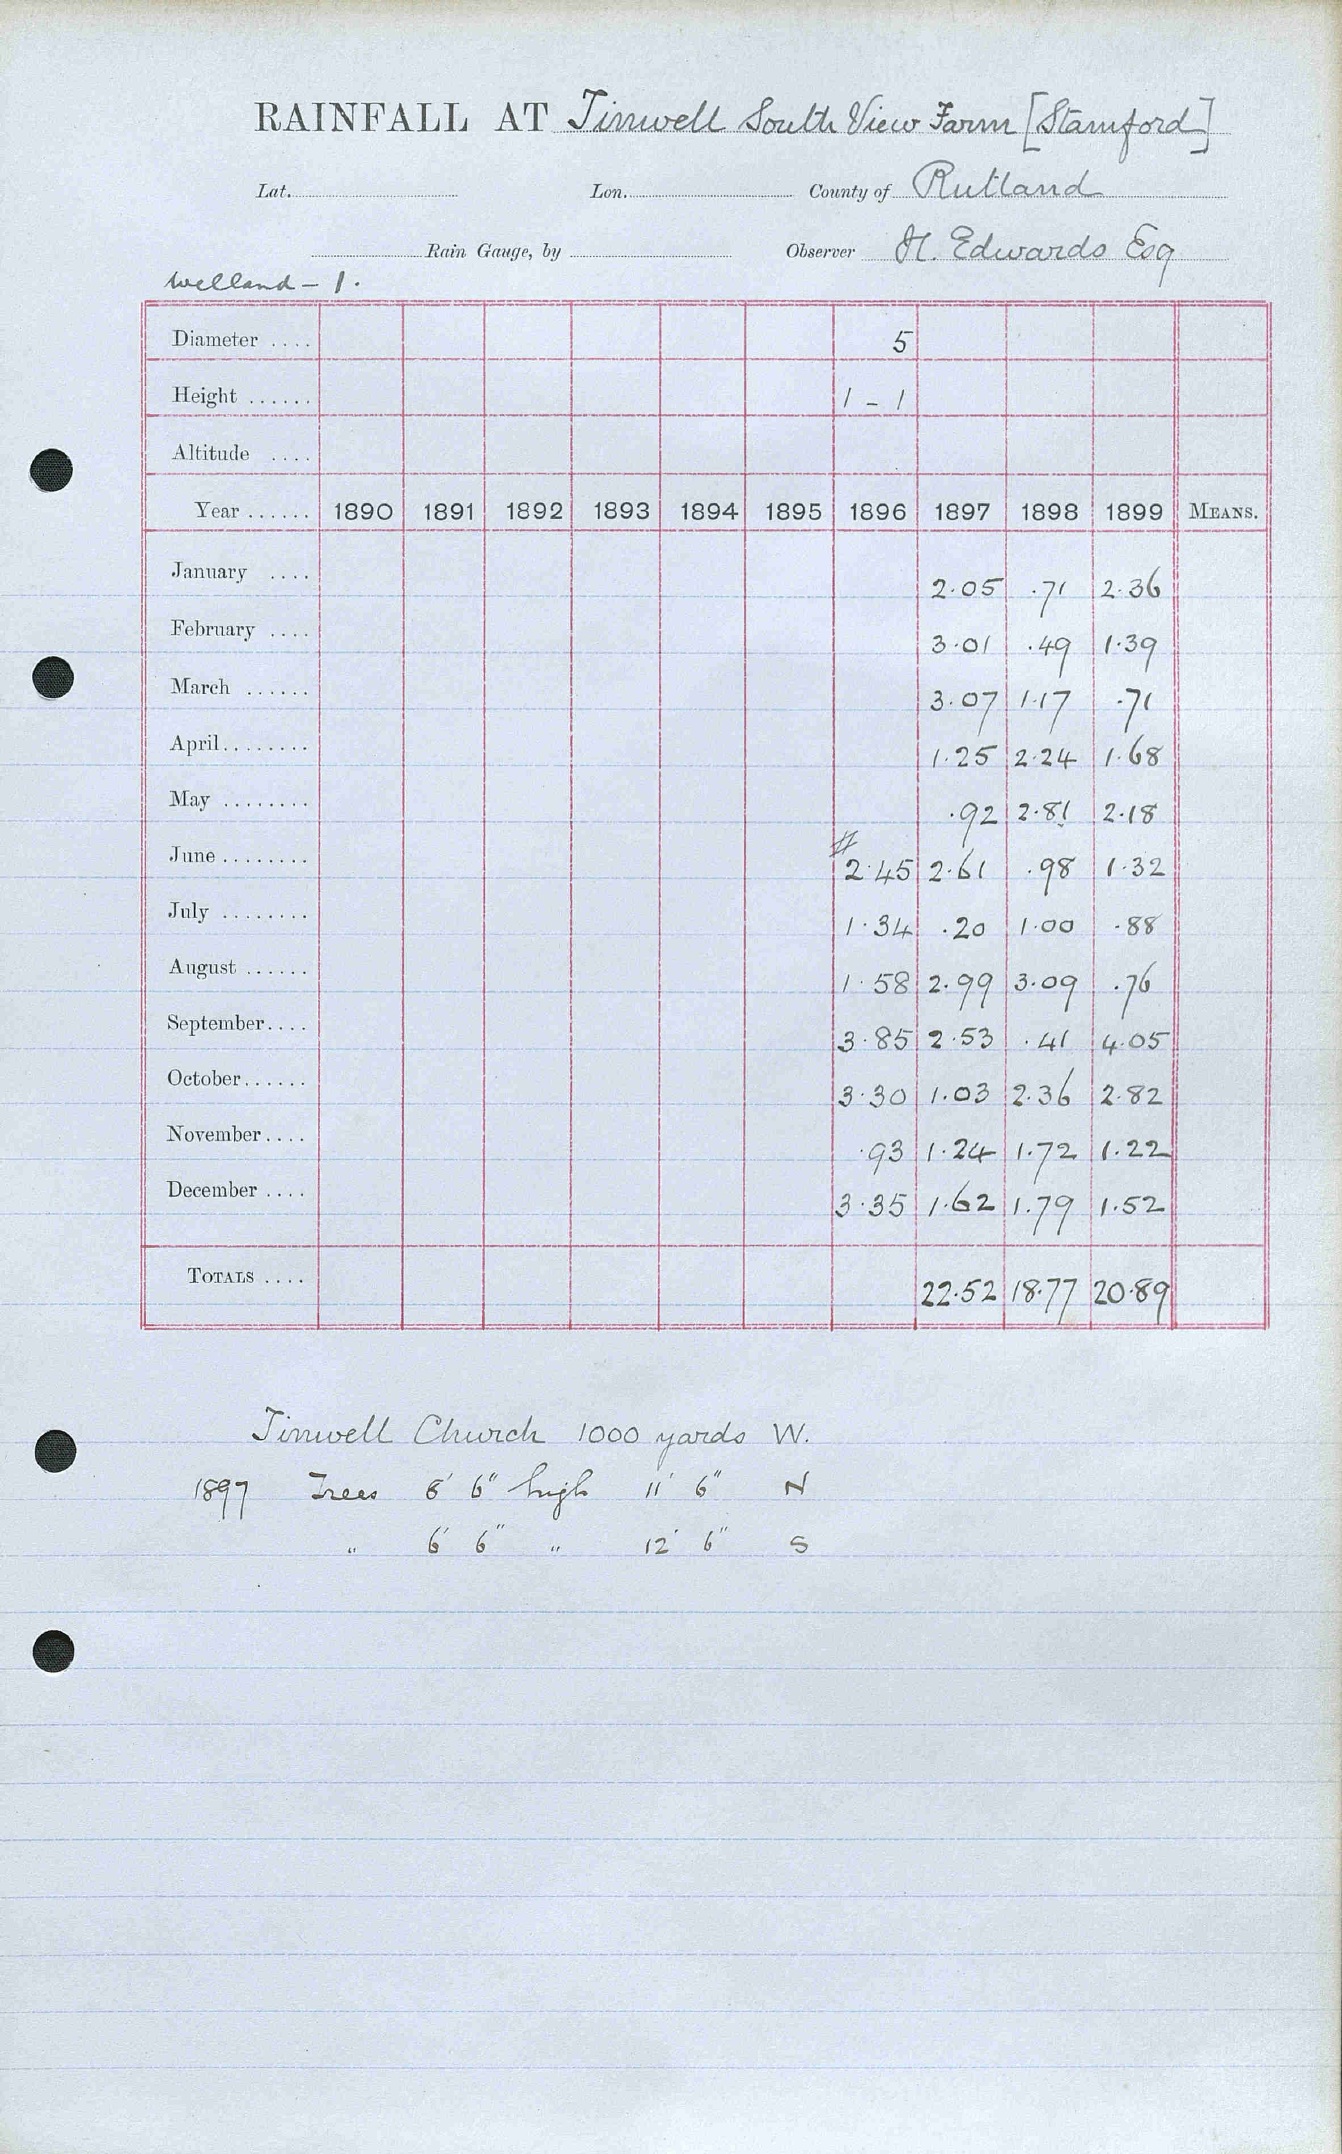 RAINFALL AT Tinwell South View Farm [Stamford]
Lat. Lon. County of Rutland
Rain Gauge, by Observer H. Edwards Esq
Welland - 1.
Diameter .... 5
Height ...... 1 - 1
Altitude ....
Year ...... 1890 1891 1892 1893 1894 1895 1896 1897 1898 1899 MEANS.
January .... 2.05 .71 2.36
February .... 3.01 .49 1.39
March ...... 3.07 1.17 .71
April........ 1.25 2.24 1.68
May ........ .92 2.81 2.18
June........ # 2.45 2.61 .98 1.32
July ........ 1.34 .20 1.00 .88
August ...... 1.58 2.99 3.09 .76
September.... 3.85 2.53 .41 4.05
October...... 3.30 1.03 2.36 2.82
November.... .93 1.24 1.72 1.22
December .... 3.35 1.62 1.79 1.52
TOTALS .... 22.52 18.77 20.89
Tinwell Church 1000 yards W.
1897 Trees 8' 6" high 11' 6" N
" 6' 6" " 12' 6" S